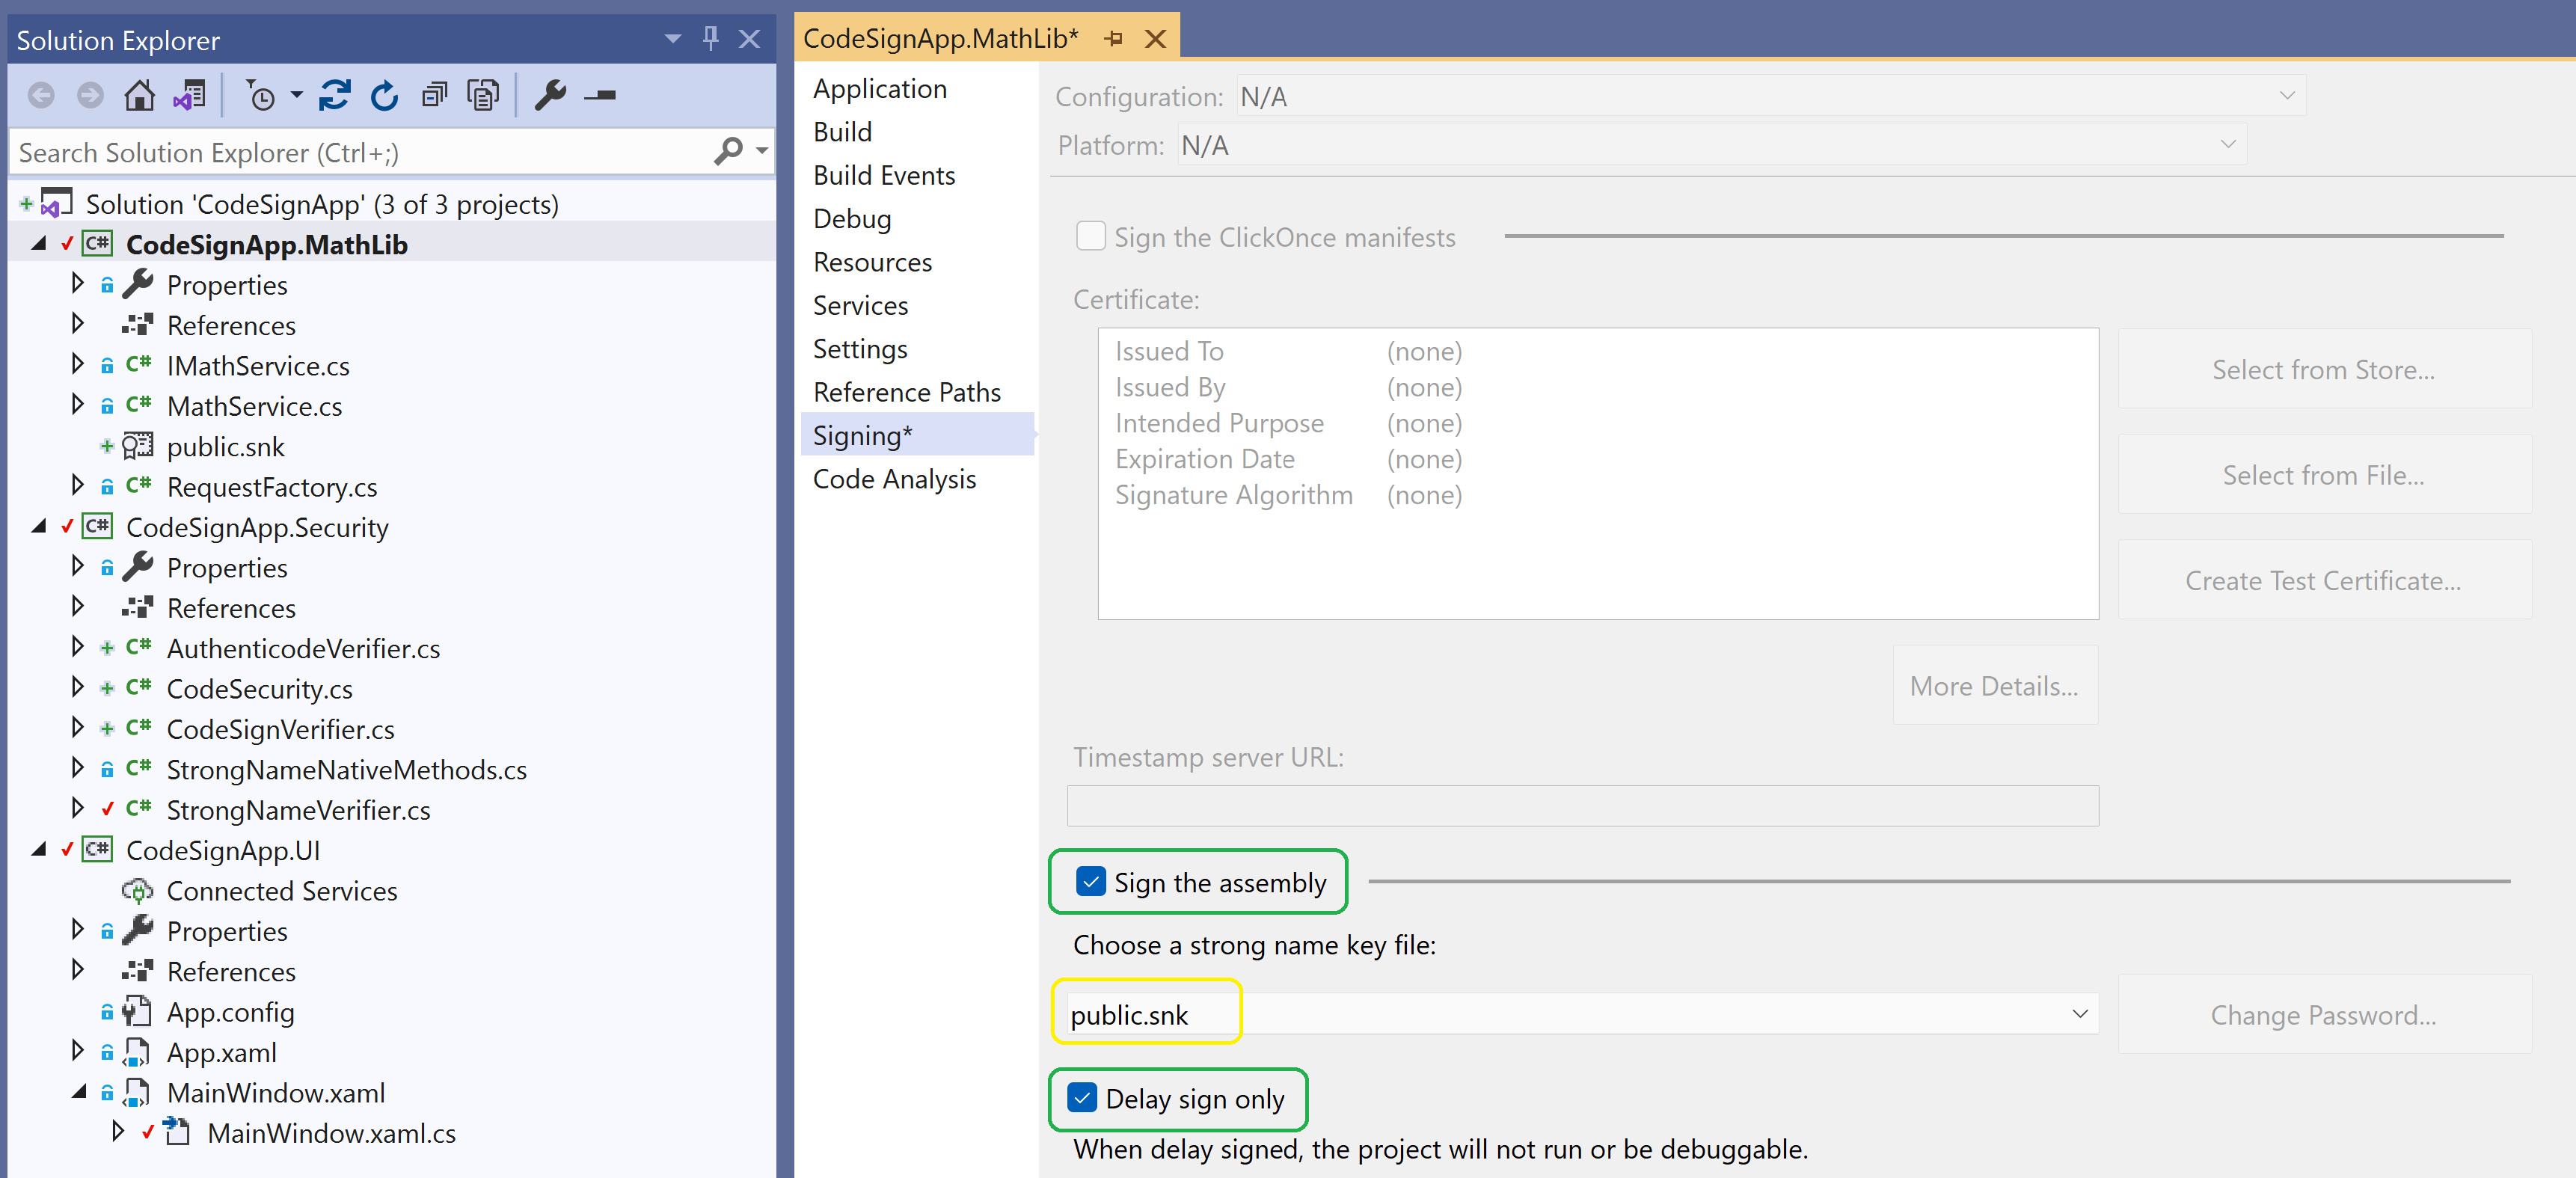 Solution Explorer
Search Solution Explorer (Ctrl+;)
Solution 'CodeSignApp' (3 of 3 projects)
C# CodeSignApp.MathLib
Properties
References
C# IMathService.cs
C# MathService.cs
public.snk
C# RequestFactory.cs
C# CodeSignApp.Security
Properties
References
C# AuthenticodeVerifier.cs
C# CodeSecurity.cs
C# CodeSignVerifier.cs
C# StrongNameNativeMethods.cs
C# StrongNameVerifier.cs
C# CodeSignApp.UI
Connected Services
Properties
References
App.config
App.xaml
MainWindow.xaml
MainWindow.xaml.cs
CodeSignApp.MathLib*
Application
Build
Build Events
Debug
Resources
Services
Settings
Reference Paths
Signing*
Code Analysis
Configuration: N/A
Platform: N/A
Sign the ClickOnce manifests
Certificate:
Issued To (none)
Issued By (none)
Intended Purpose (none)
Expiration Date (none)
Signature Algorithm (none)
Select from Store...
Select from File...
Create Test Certificate...
More Details...
Timestamp server URL:
Sign the assembly
Choose a strong name key file:
public.snk
Change Password...
Delay sign only
When delay signed, the project will not run or be debuggable.